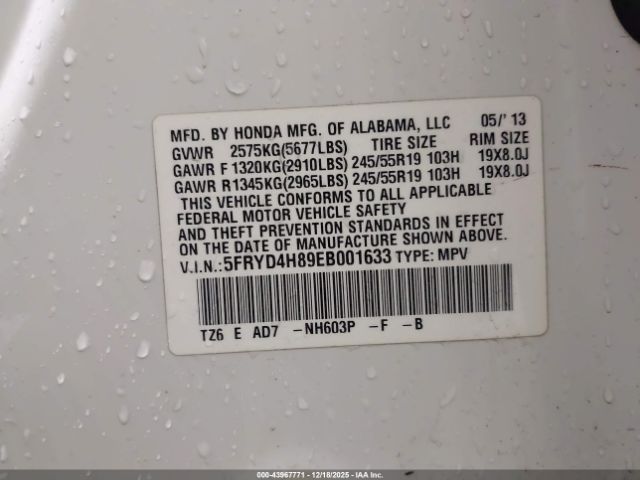 MFD. BY HONDA MFG. OF ALABAMA, LLC 05/' 13
GVWR 2575KG(5677LBS) TIRE SIZE RIM SIZE
GAWR F 1320KG(2910LBS) 245/55R19 103H 19X8.0J
GAWR R1345KG(2965LBS) 245/55R19 103H 19X8.0J
THIS VEHICLE CONFORMS TO ALL APPLICABLE
FEDERAL MOTOR VEHICLE SAFETY
AND THEFT PREVENTION STANDARDS IN EFFECT
ON THE DATE OF MANUFACTURE SHOWN ABOVE.
V.I.N.: 5FRYD4H89EB001633 TYPE: MPV
TZ6 E AD7 -NH603P -F -B
000-43967771 - 12/18/2025 - IAA Holdings, LLC